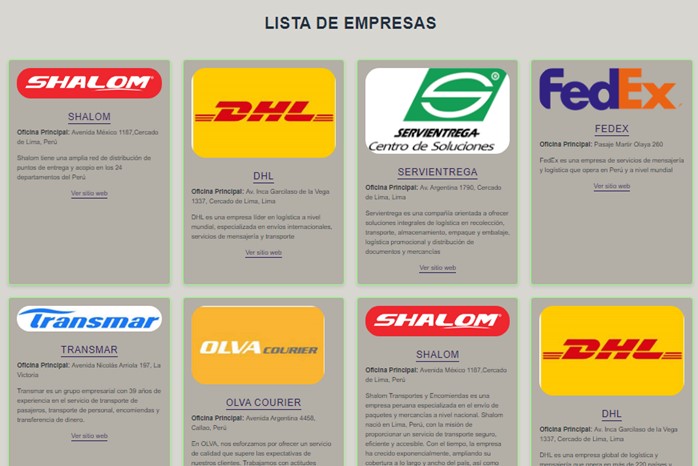 LISTA DE EMPRESAS
SHALOM
SHALOM
Oficina Principal: Avenida México 1187,Cercado
de Lima, Perú
Shalom tiene una amplia red de distribución de
puntos de entrega y acopio en los 24
departamentos del Perú
Ver sitio web
DHL
DHL
Oficina Principal: Av. Inca Garcilaso de la Vega
1337, Cercado de Lima, Lima
DHL es una empresa líder en logística a nivel
mundial, especializada en envíos internacionales,
servicios de mensajería y transporte
Ver sitio web
S
SERVIENTREGA
Centro de Soluciones
SERVIENTREGA
Oficina Principal: Av. Argentina 1790, Cercado
de Lima, Lima
Servientrega es una compañía orientada a ofrecer
soluciones integrales de logística en recolección,
transporte, almacenamiento, empaque y embalaje,
logística promocional y distribución de
documentos y mercancías
Ver sitio web
FedEx
FEDEX
Oficina Principal: Pasaje Martir Olaya 260
FedEx es una empresa de servicios de mensajería
y logística que opera en Perú y a nivel mundial
Ver sitio web
Transmar
TRANSMAR
Oficina Principal: Avenida Nicolás Arriola 197, La
Victoria
Transmar es un grupo empresarial con 39 años de
experiencia en el servicio de transporte de
pasajeros, transporte de personal, encomiendas y
transferencia de dinero.
Ver sitio web
OLVA COURIER
OLVA COURIER
Oficina Principal: Avenida Argentina 4458,
Callao, Perú
En OLVA, nos esforzamos por ofrecer un servicio
de calidad que supere las expectativas de
nuestros clientes. Trabajamos con actitudes
SHALOM
SHALOM
Oficina Principal: Avenida México 1187,Cercado
de Lima, Perú
Shalom Transportes y Encomiendas es una
empresa peruana especializada en el envío de
paquetes y mercancías a nivel nacional. Shalom
nació en Lima, Perú, con la misión de
proporcionar un servicio de transporte seguro,
eficiente y accesible. Con el tiempo, la empresa
ha crecido exponencialmente, ampliando su
cobertura a lo largo y ancho del país, así como
DHL
DHL
Oficina Principal: Av. Inca Garcilaso de la Vega
1337, Cercado de Lima, Lima
DHL es una empresa global de logística y
mensajería que opera en más de 220 países y